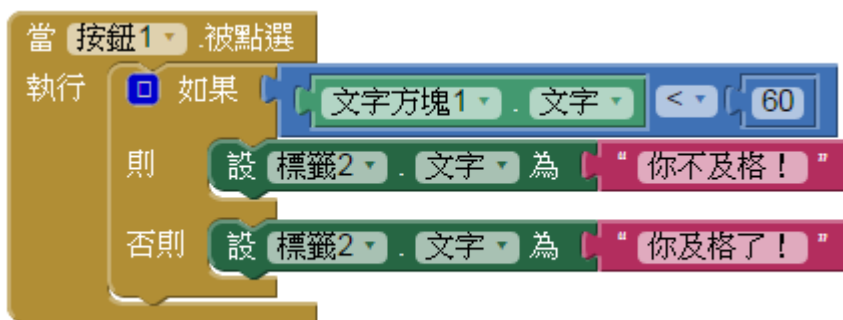 當 按鈕1 .被點選
執行 如果 文字方塊1 . 文字 < 60
則 設 標籤2 . 文字 為 " 你不及格！ "
否則 設 標籤2 . 文字 為 " 你及格了！ "